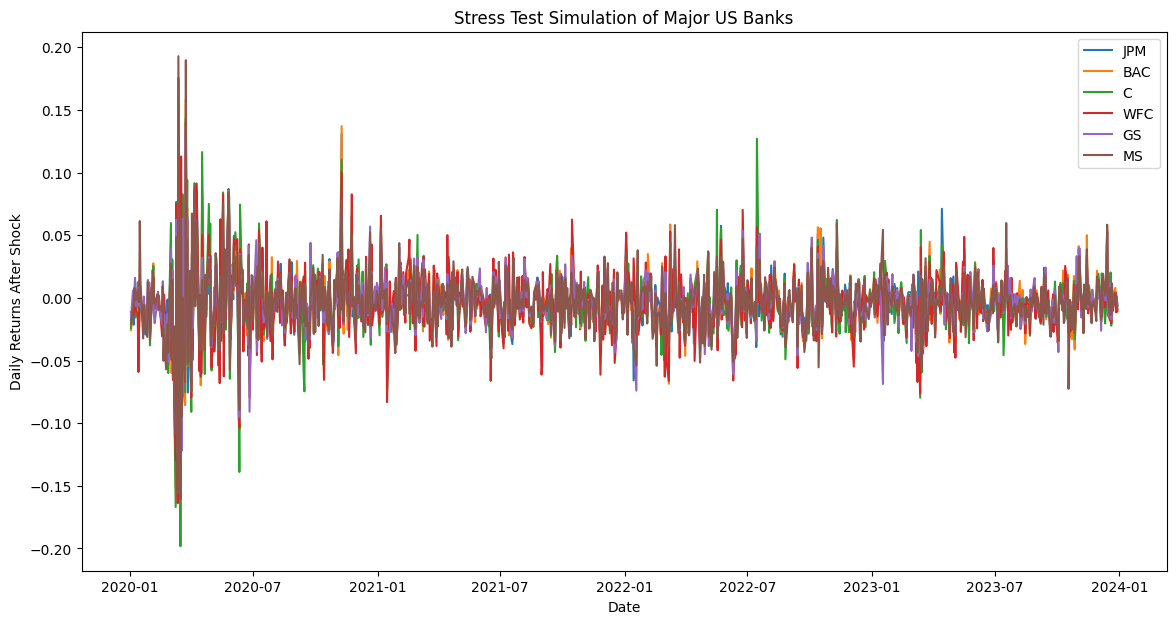 Stress Test Simulation of Major US Banks
JPM
BAC
C
WFC
GS
MS
Daily Returns After Shock
0.20
0.15
0.10
0.05
0.00
−0.05
−0.10
−0.15
−0.20
2020-01 2020-07 2021-01 2021-07 2022-01 2022-07 2023-01 2023-07 2024-01
Date